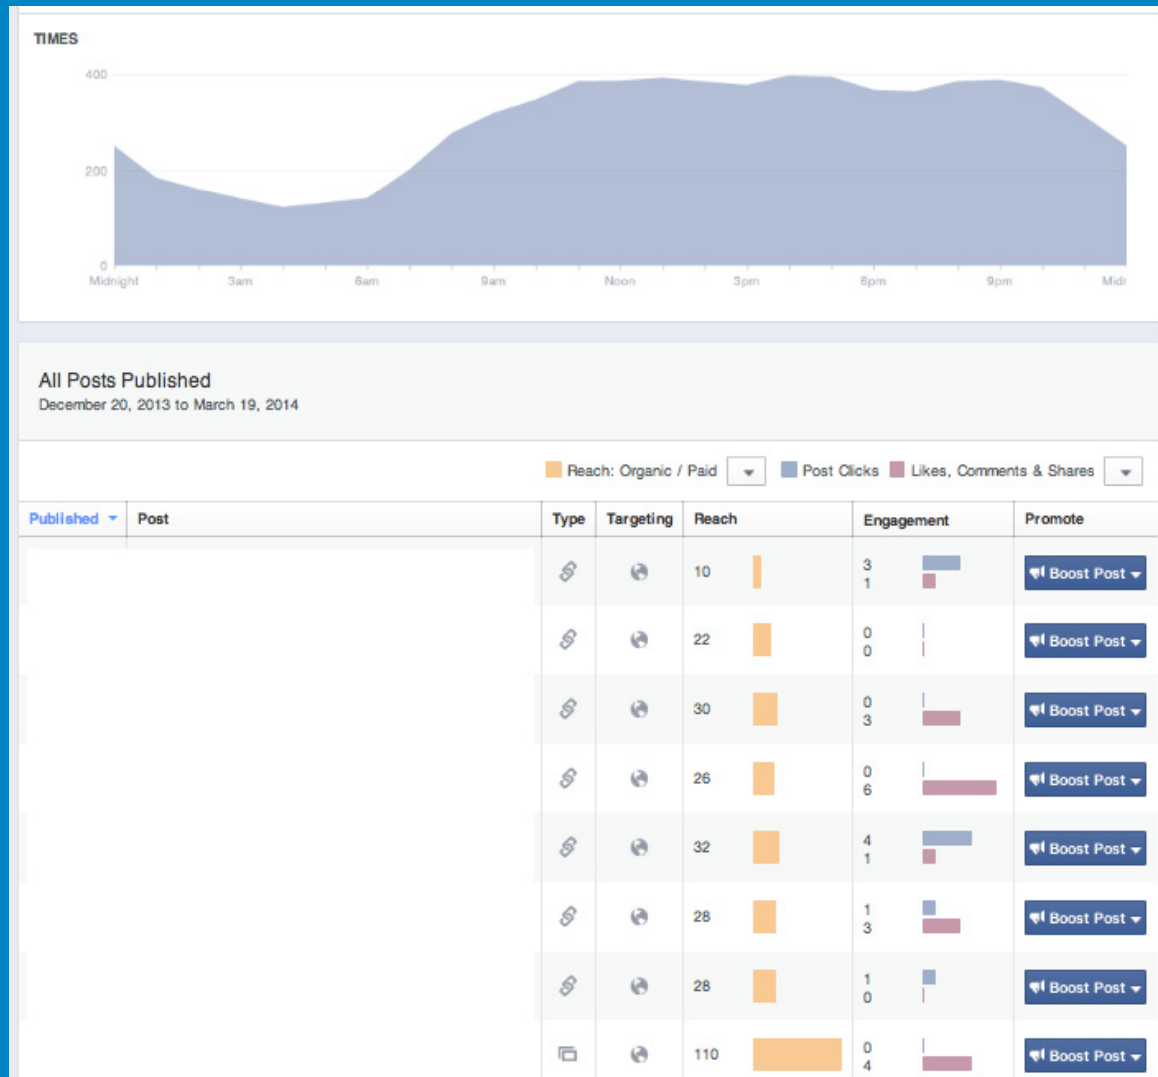 TIMES
400
200
0
Midnight 3am 6am 9am Noon 3pm 6pm 9pm Midr
All Posts Published
December 20, 2013 to March 19, 2014
Reach: Organic / Paid Post Clicks Likes, Comments & Shares
Published Post Type Targeting Reach Engagement Promote
10 3 Boost Post
1
22 0 Boost Post
0
30 0 Boost Post
3
26 0 Boost Post
6
32 4 Boost Post
1
28 1 Boost Post
3
28 1 Boost Post
0
110 0 Boost Post
4